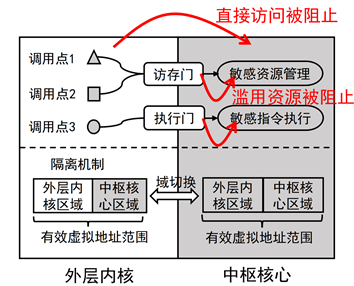 直接访问被阻止
调用点1
访存门
敏感资源管理
调用点2
滥用资源被阻止
调用点3
执行门
敏感指令执行
隔离机制
域切换
外层内
核区域
中枢核
心区域
外层内
核区域
中枢核
心区域
有效虚拟地址范围
有效虚拟地址范围
外层内核
中枢核心